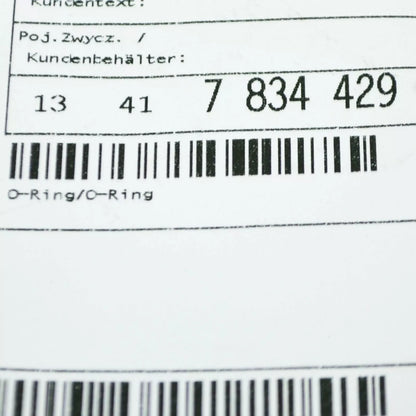 Kundentext:
Poj.Zwycz. /
Kundenbehälter:
13 41 7 834 429
O-Ring/O-Ring